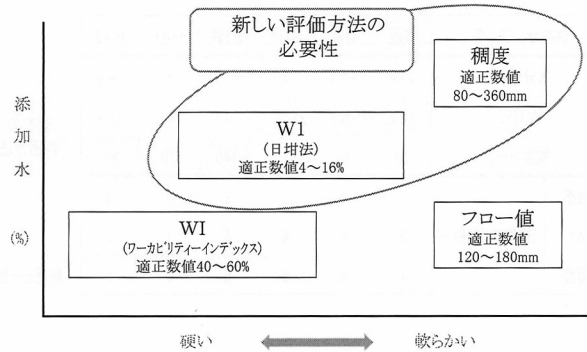 新しい評価方法の
必要性
稠度
適正数値
80～360mm
W1
(日坩法)
適正数値4～16%
WI
(ワーカビリティーインデックス)
適正数値40～60%
フロー値
適正数値
120～180mm
添
加
水
(%)
硬い
軟らかい